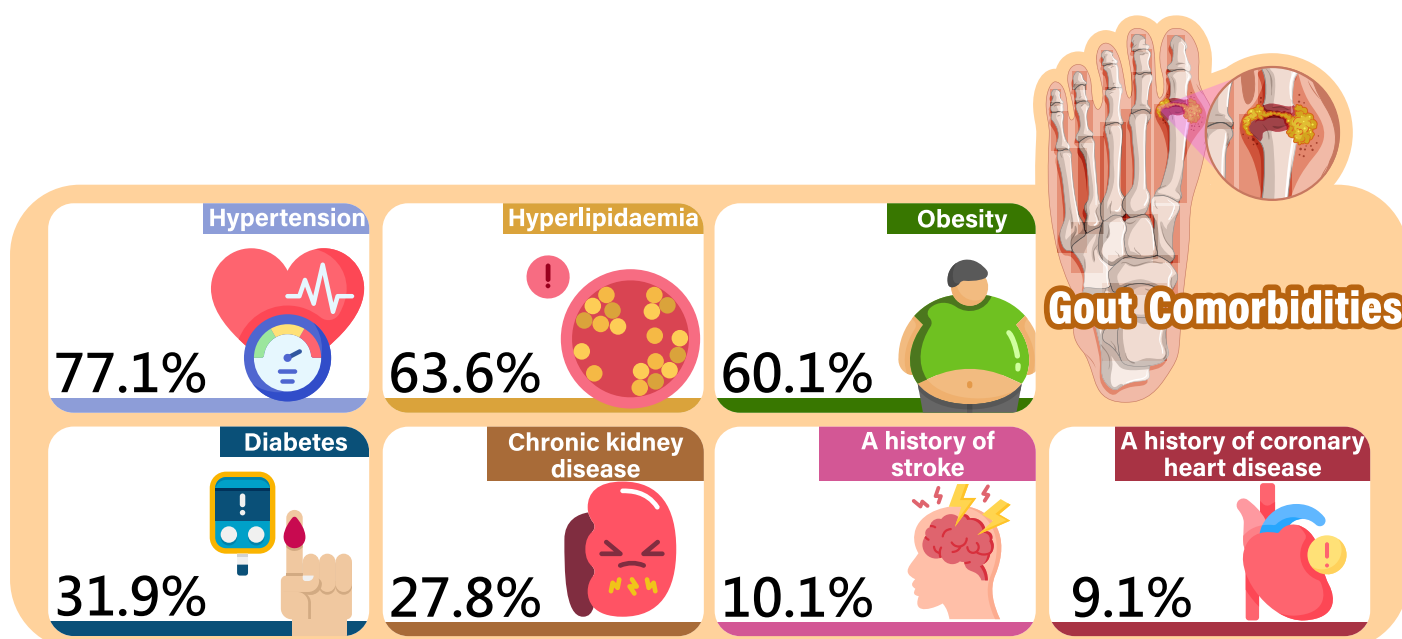 Gout Comorbidities
Hypertension
77.1%
Hyperlipidaemia
63.6%
Obesity
60.1%
Diabetes
31.9%
Chronic kidney
disease
27.8%
A history of
stroke
10.1%
A history of coronary
heart disease
9.1%